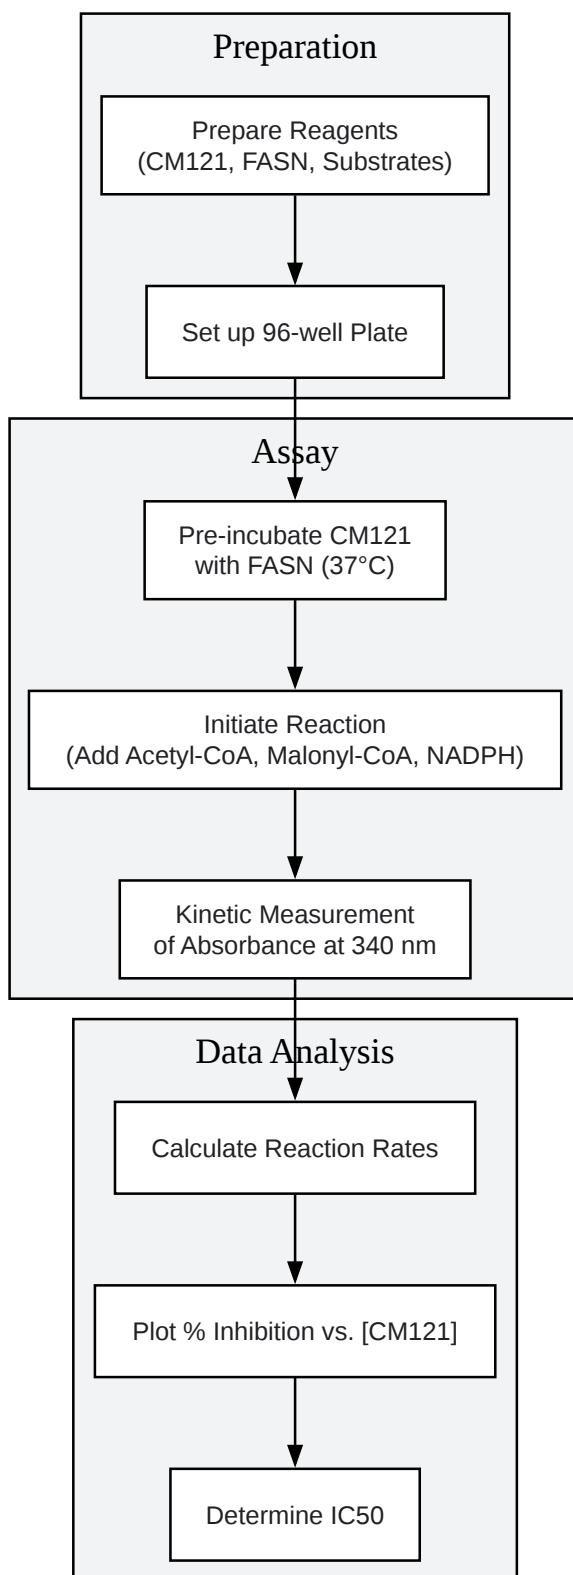 Preparation
Prepare Reagents
(CM121, FASN, Substrates)
Set up 96-well Plate
Assay
Pre-incubate CM121
with FASN (37°C)
Initiate Reaction
(Add Acetyl-CoA, Malonyl-CoA, NADPH)
Kinetic Measurement
of Absorbance at 340 nm
Data Analysis
Calculate Reaction Rates
Plot % Inhibition vs. [CM121]
Determine IC50